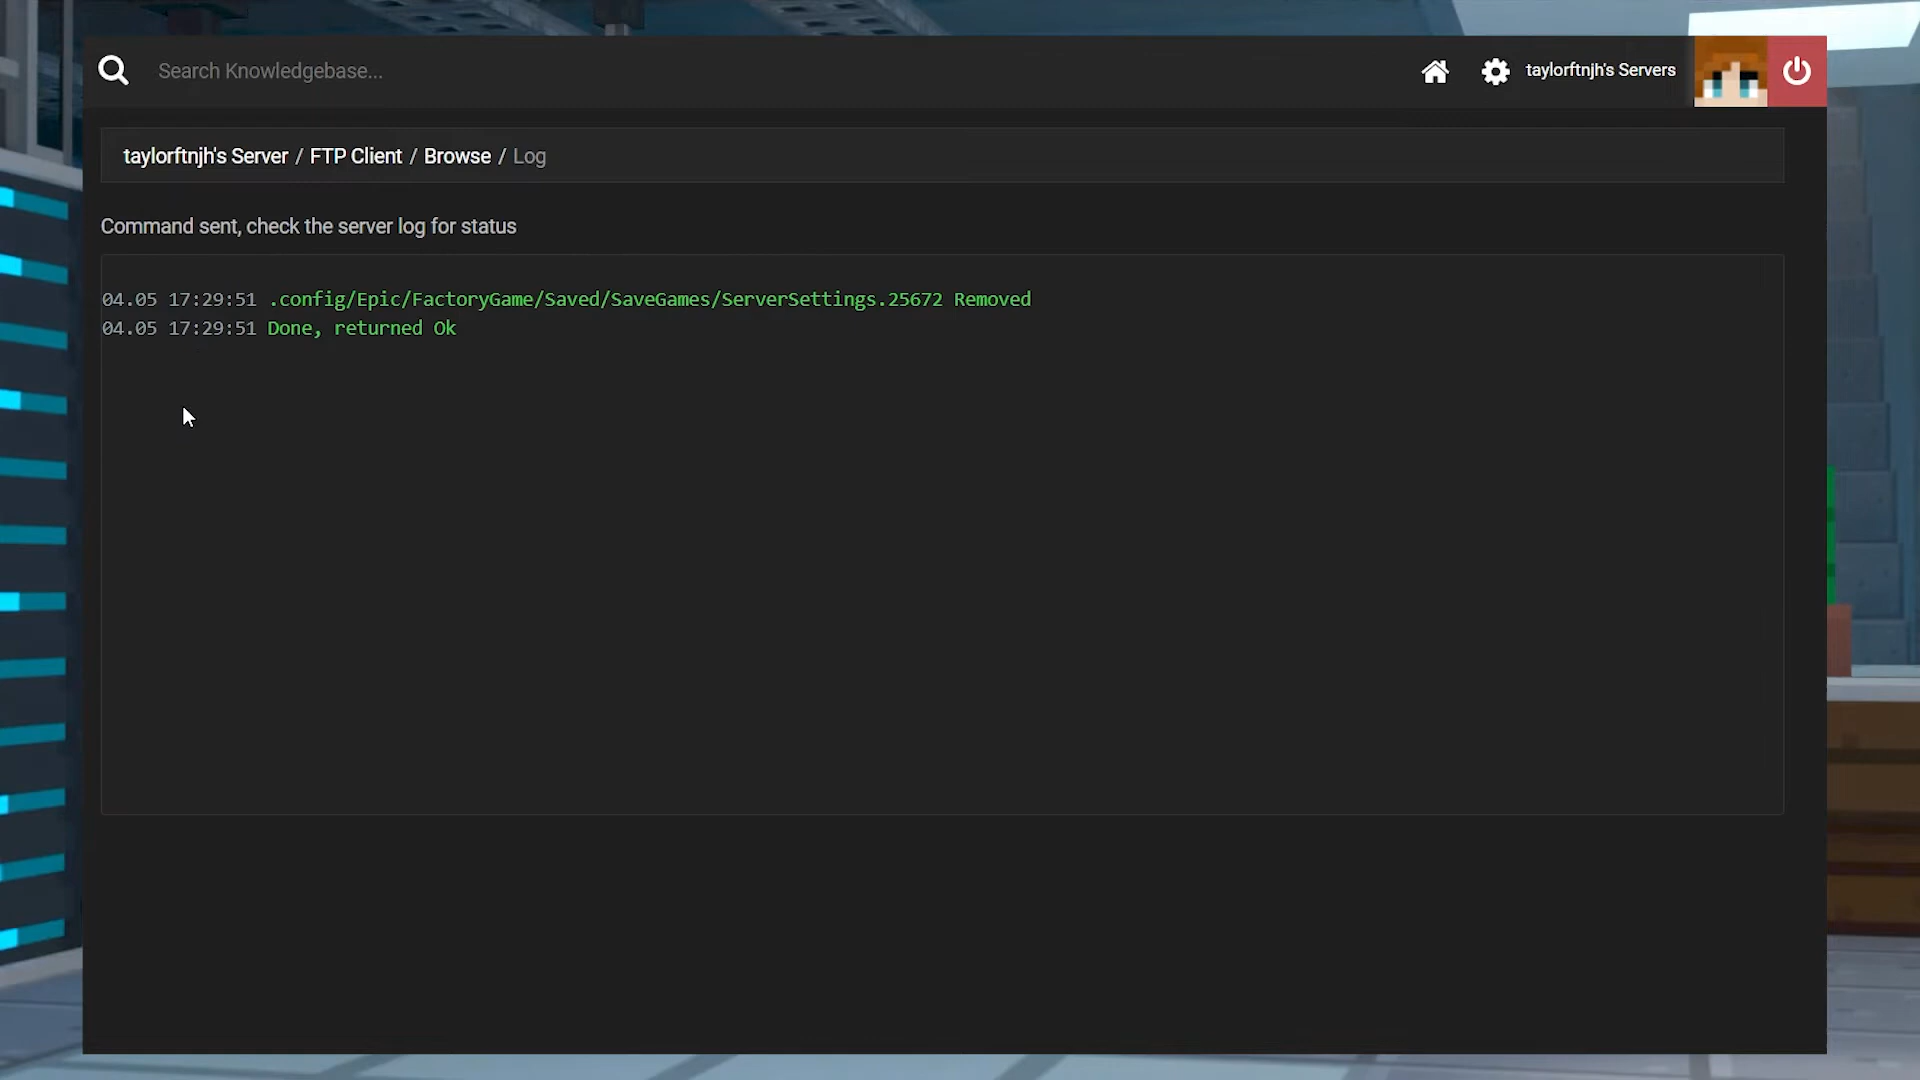 Search Knowledgebase...
taylorftnjh's Servers
taylorftnjh's Server / FTP Client / Browse / Log
Command sent, check the server log for status
04.05 17:29:51 .config/Epic/FactoryGame/Saved/SaveGames/ServerSettings.25672 Removed
04.05 17:29:51 Done, returned Ok